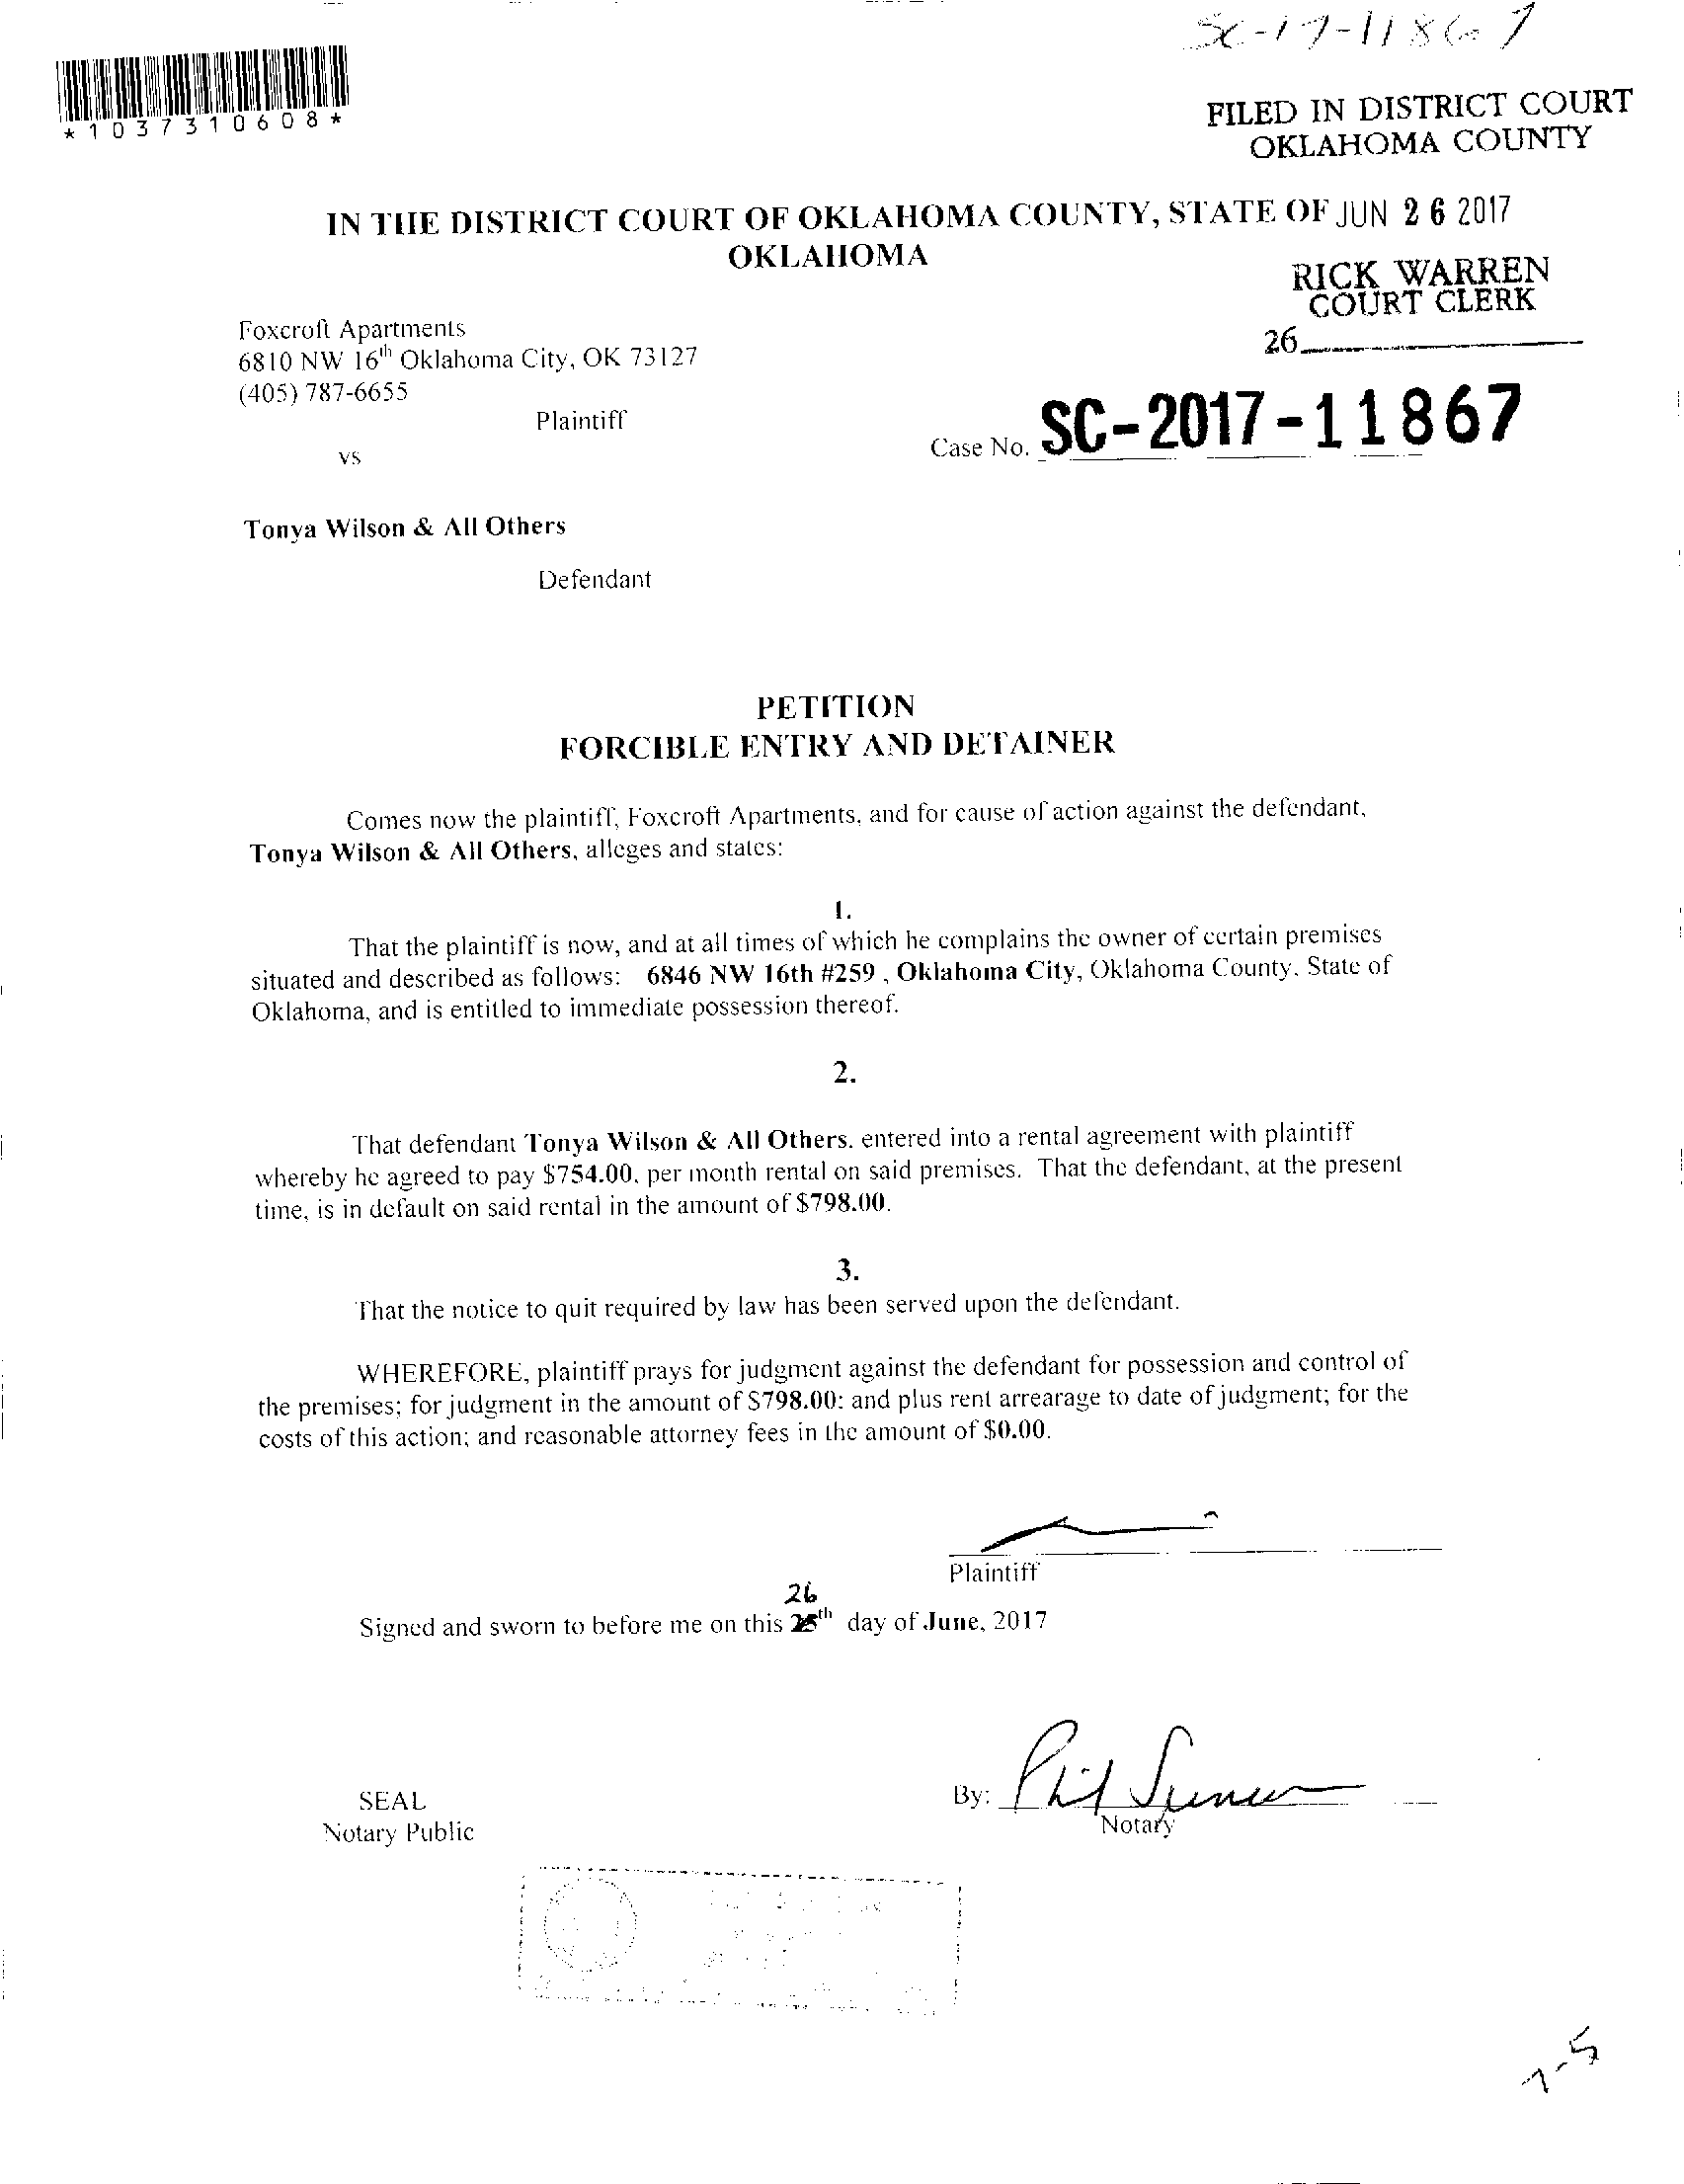 SC-17-11867
*1037310608*
FILED IN DISTRICT COURT
OKLAHOMA COUNTY
IN THE DISTRICT COURT OF OKLAHOMA COUNTY, STATE OF JUN 26 2017
OKLAHOMA
RICK WARREN
COURT CLERK
26
Foxcroft Apartments
6810 NW 16th Oklahoma City, OK 73127
(405) 787-6655
Plaintiff
Case No. SC-2017-11867
vs
Tonya Wilson & All Others
Defendant
PETITION
FORCIBLE ENTRY AND DETAINER
Comes now the plaintiff, Foxcroft Apartments, and for cause of action against the defendant,
Tonya Wilson & All Others, alleges and states:
1.
That the plaintiff is now, and at all times of which he complains the owner of certain premises
situated and described as follows: 6846 NW 16th #259 , Oklahoma City, Oklahoma County, State of
Oklahoma, and is entitled to immediate possession thereof.
2.
That defendant Tonya Wilson & All Others, entered into a rental agreement with plaintiff
whereby he agreed to pay $754.00, per month rental on said premises. That the defendant, at the present
time, is in default on said rental in the amount of $798.00.
3.
That the notice to quit required by law has been served upon the defendant.
WHEREFORE, plaintiff prays for judgment against the defendant for possession and control of
the premises; for judgment in the amount of $798.00: and plus rent arrearage to date of judgment; for the
costs of this action; and reasonable attorney fees in the amount of $0.00.
Plaintiff
26
Signed and sworn to before me on this 25th day of June, 2017
SEAL
Notary Public
By: Phil
Notary
7-5